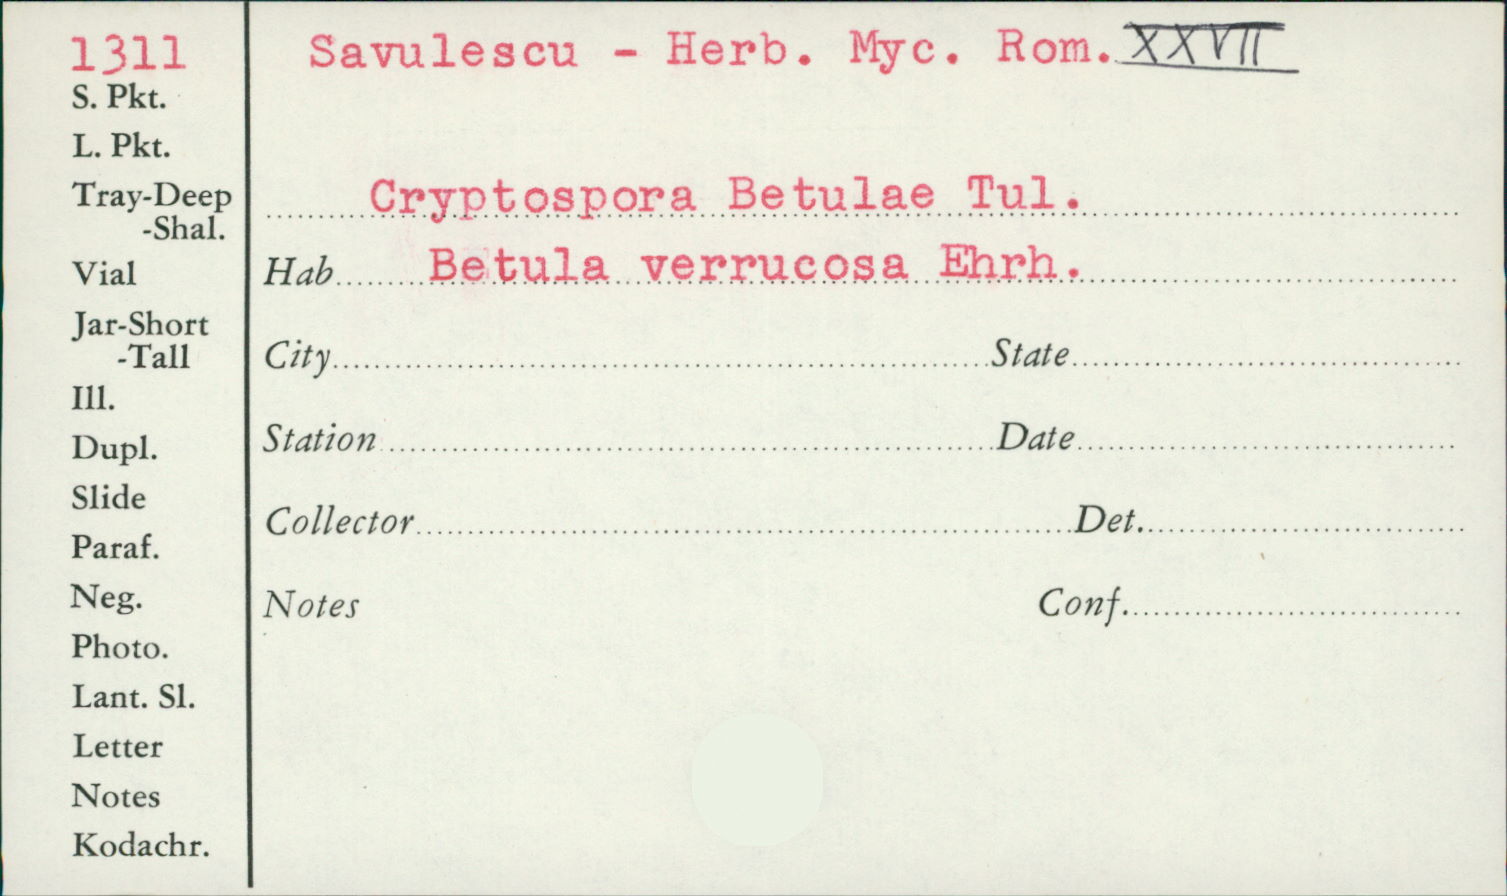 1311
Savulescu - Herb. Myc. Rom. XXVII
S. Pkt.
L. Pkt.
Tray-Deep
-Shal.
Vial
Jar-Short
-Tall
Ill.
Dupl.
Slide
Paraf.
Neg.
Photo.
Lant. Sl.
Letter
Notes
Kodachr.
Cryptospora Betulae Tul.
Hab Betula verrucosa Ehrh.
City State
Station Date
Collector Det.
Notes Conf.